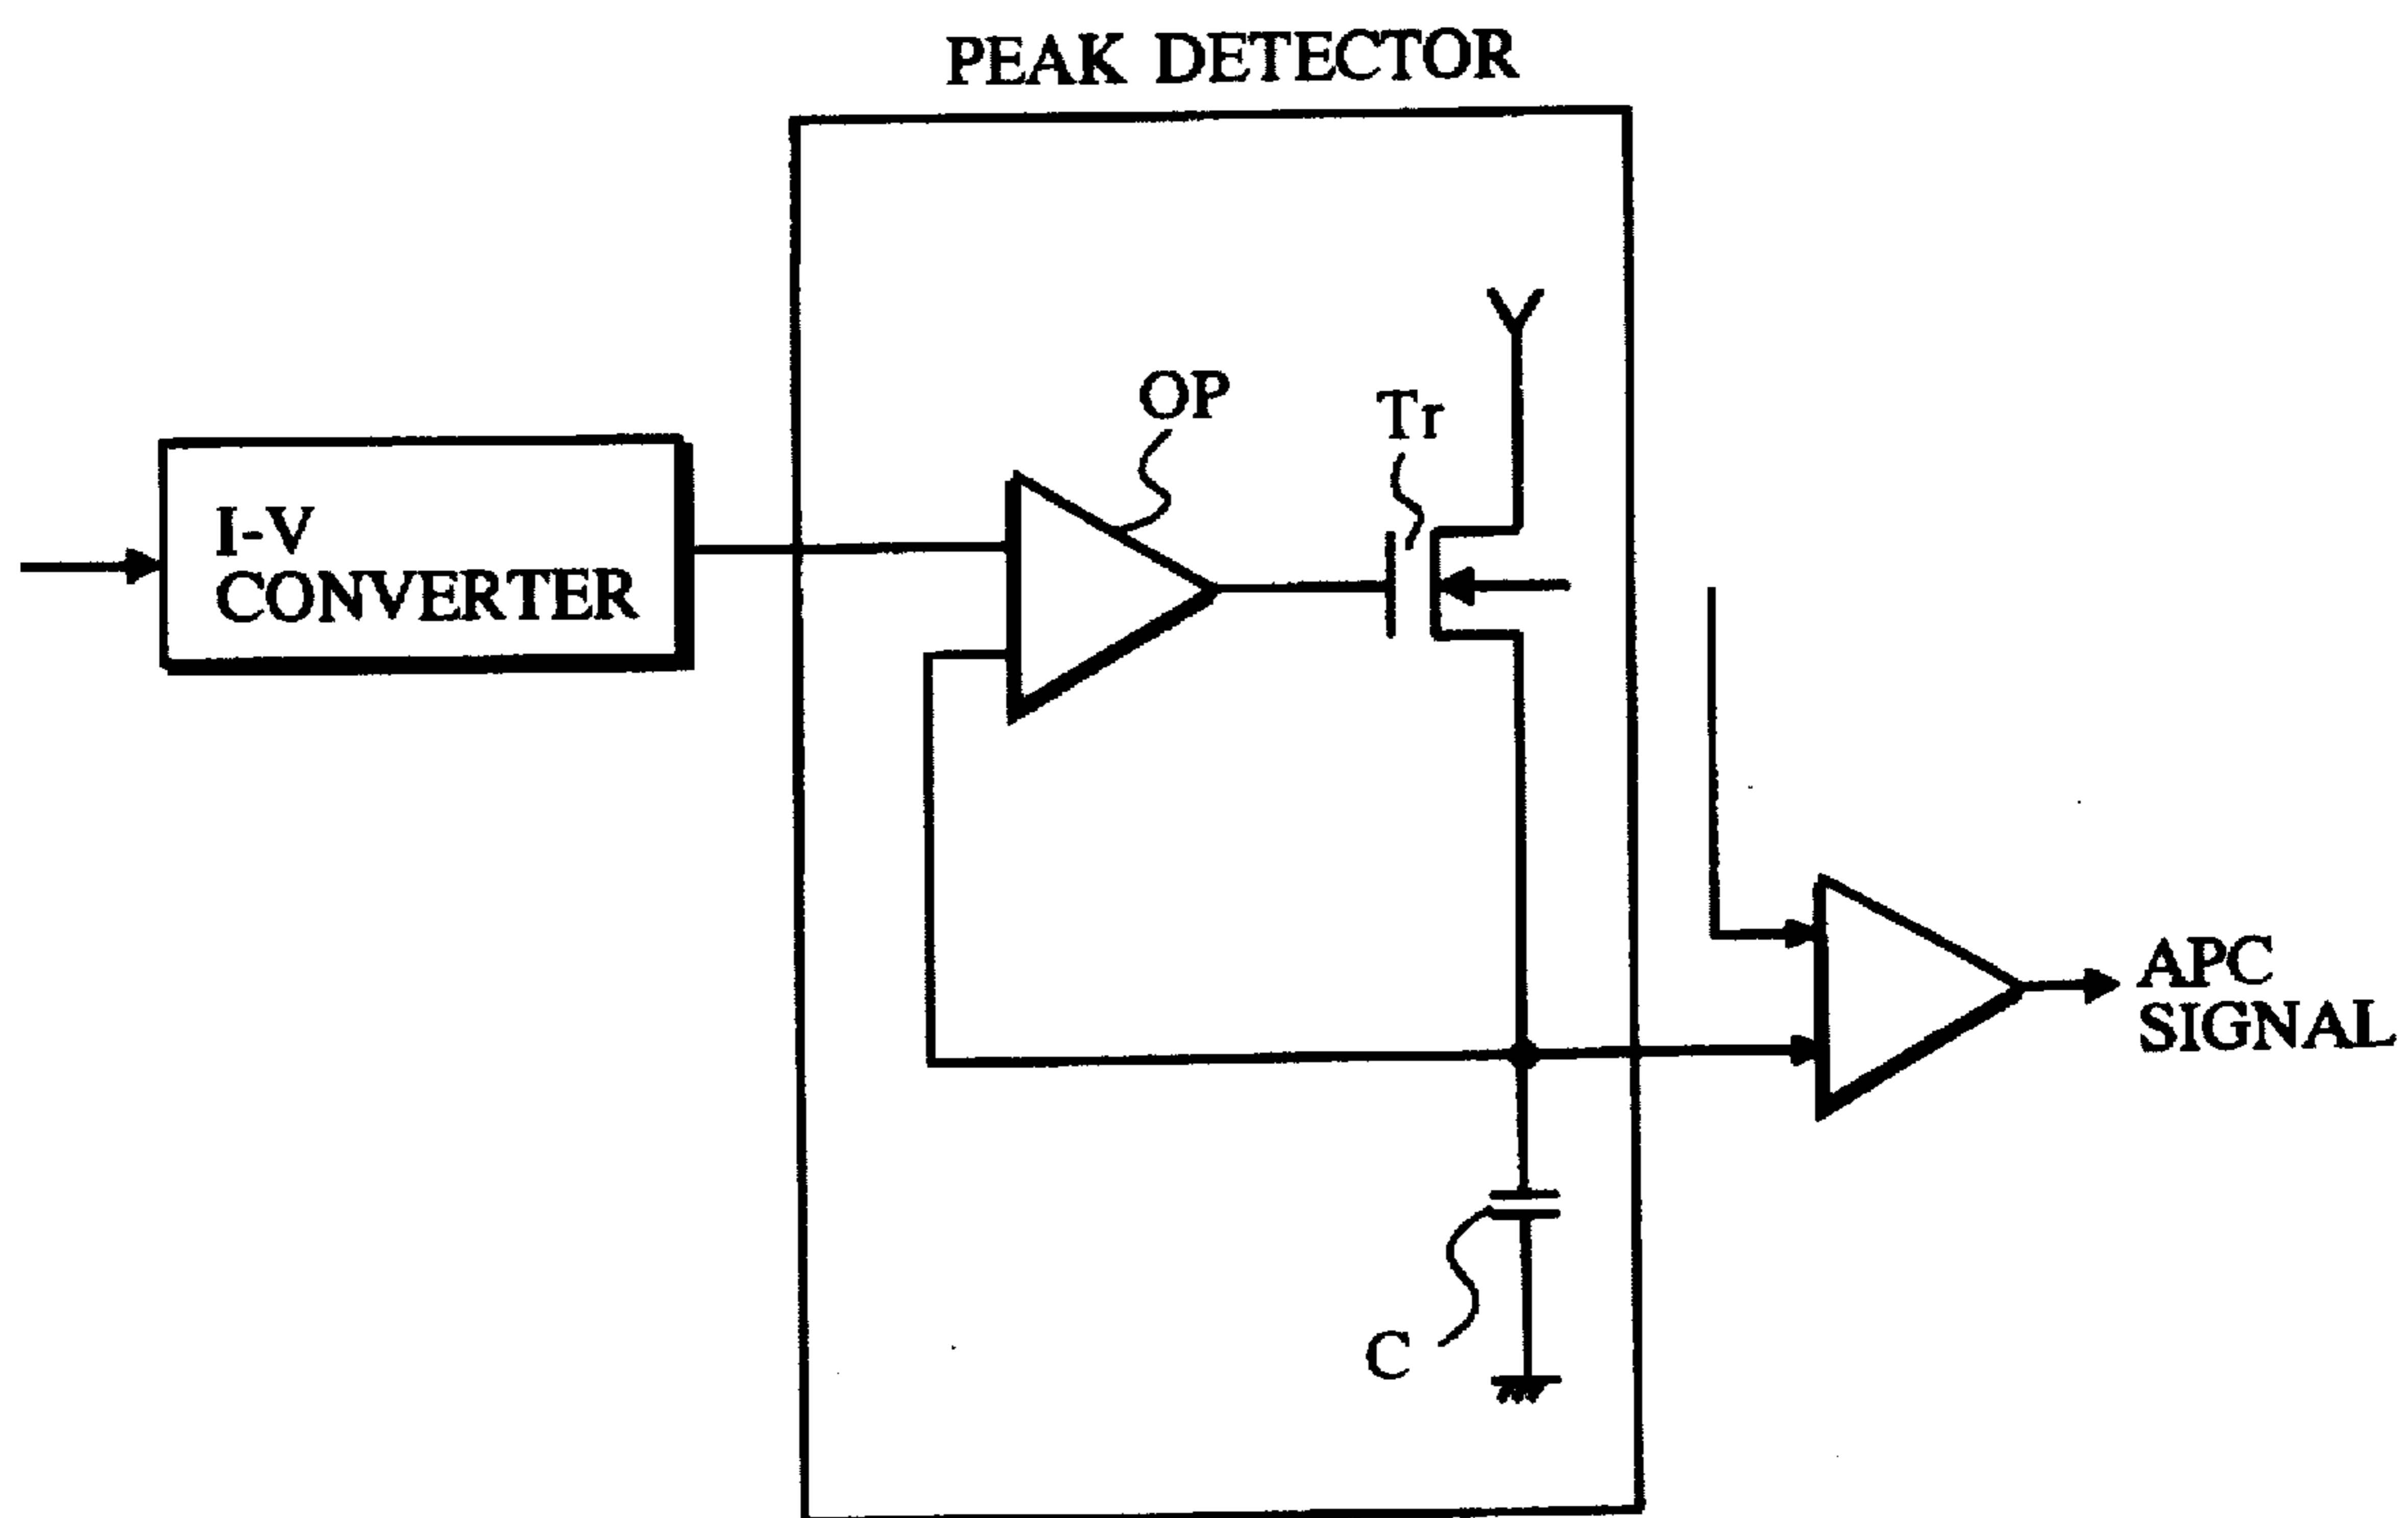 PEAK DETECTOR
OP
Tr
I-V
CONVERTER
APC
SIGNAL
C